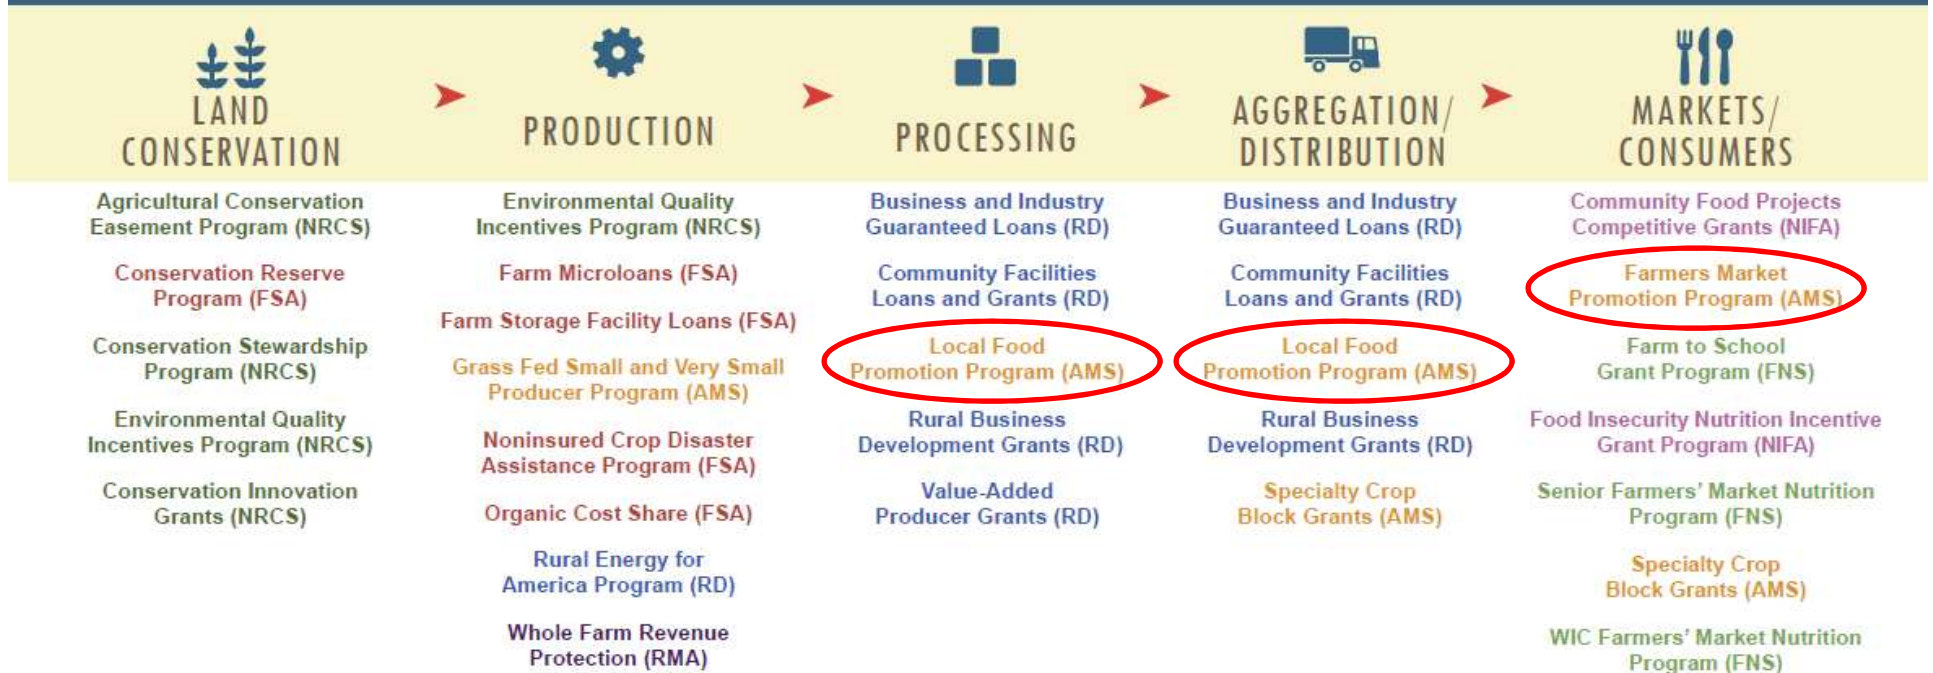 LAND
CONSERVATION
Agricultural Conservation
Easement Program (NRCS)
Conservation Reserve
Program (FSA)
Conservation Stewardship
Program (NRCS)
Environmental Quality
Incentives Program (NRCS)
Conservation Innovation
Grants (NRCS)
PRODUCTION
Environmental Quality
Incentives Program (NRCS)
Farm Microloans (FSA)
Farm Storage Facility Loans (FSA)
Grass Fed Small and Very Small
Producer Program (AMS)
Noninsured Crop Disaster
Assistance Program (FSA)
Organic Cost Share (FSA)
Rural Energy for
America Program (RD)
Whole Farm Revenue
Protection (RMA)
PROCESSING
Business and Industry
Guaranteed Loans (RD)
Community Facilities
Loans and Grants (RD)
Local Food
Promotion Program (AMS)
Rural Business
Development Grants (RD)
Value-Added
Producer Grants (RD)
AGGREGATION/
DISTRIBUTION
Business and Industry
Guaranteed Loans (RD)
Community Facilities
Loans and Grants (RD)
Local Food
Promotion Program (AMS)
Rural Business
Development Grants (RD)
Specialty Crop
Block Grants (AMS)
MARKETS/
CONSUMERS
Community Food Projects
Competitive Grants (NIFA)
Farmers Market
Promotion Program (AMS)
Farm to School
Grant Program (FNS)
Food Insecurity Nutrition Incentive
Grant Program (NIFA)
Senior Farmers' Market Nutrition
Program (FNS)
Specialty Crop
Block Grants (AMS)
WIC Farmers' Market Nutrition
Program (FNS)